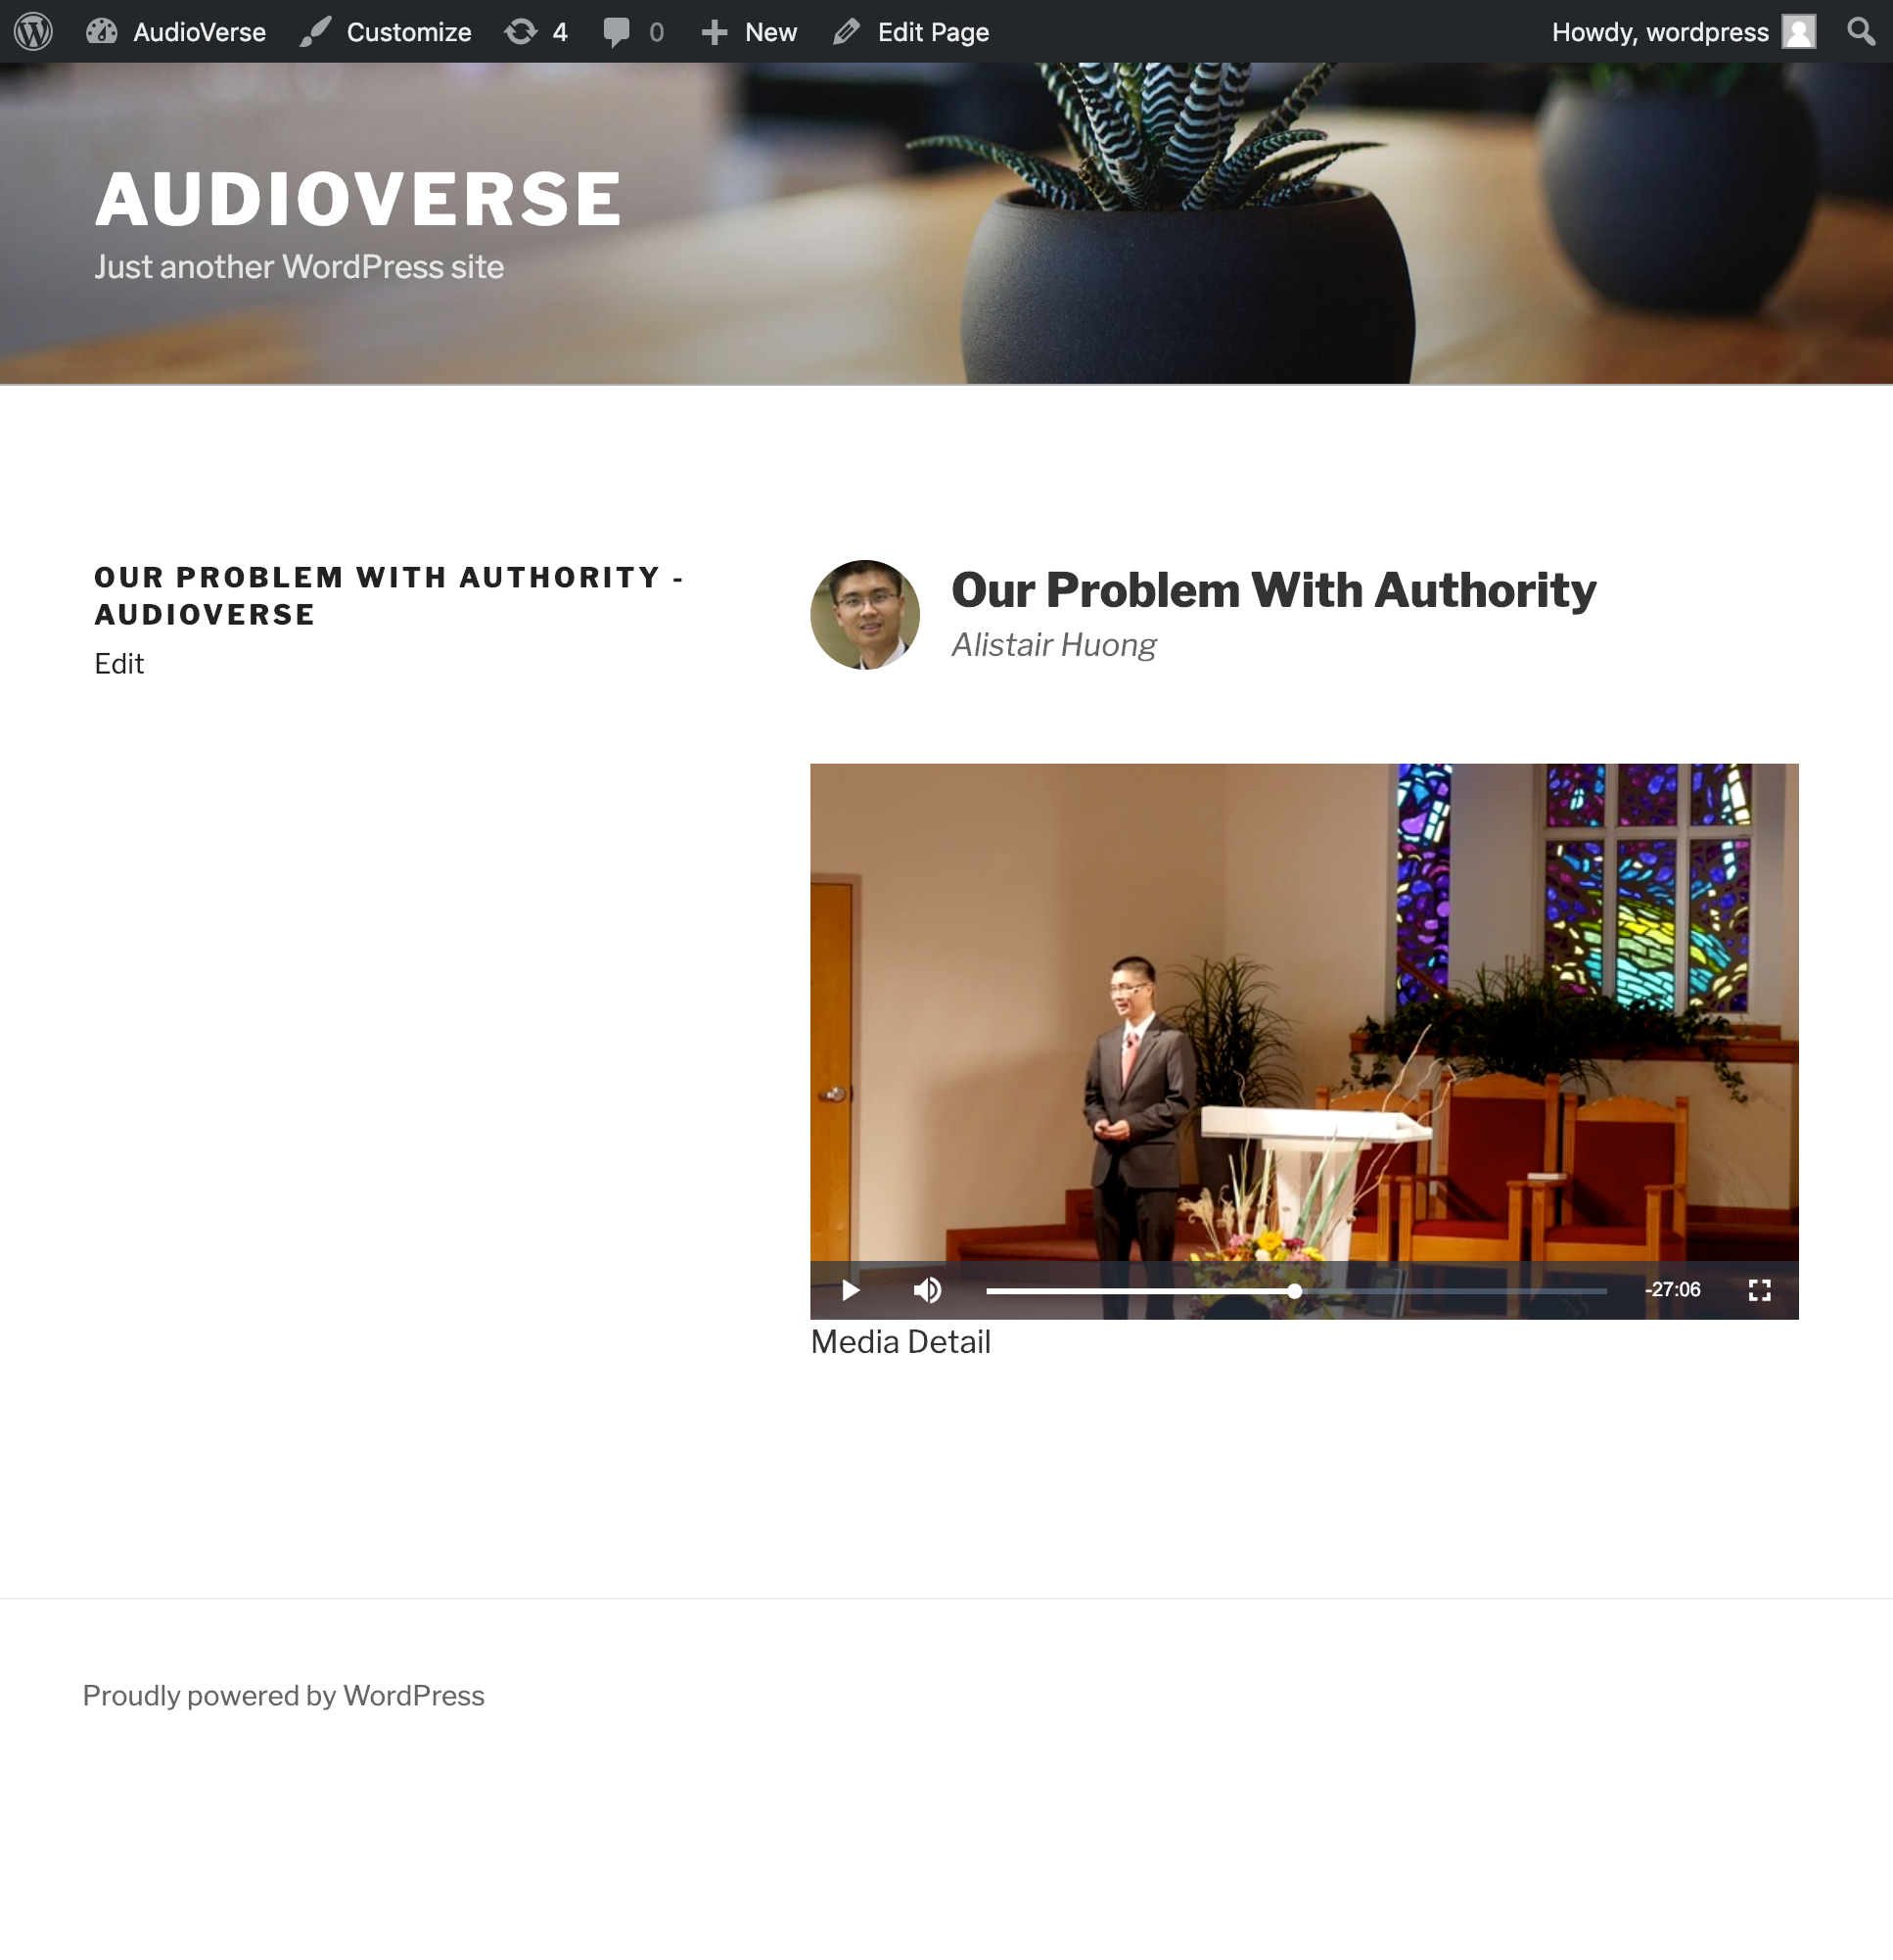 AudioVerse Customize 4 0 New Edit Page Howdy, wordpress
AUDIOVERSE
Just another WordPress site
OUR PROBLEM WITH AUTHORITY -
AUDIOVERSE
Edit
Our Problem With Authority
Alistair Huong
-27:06
Media Detail
Proudly powered by WordPress